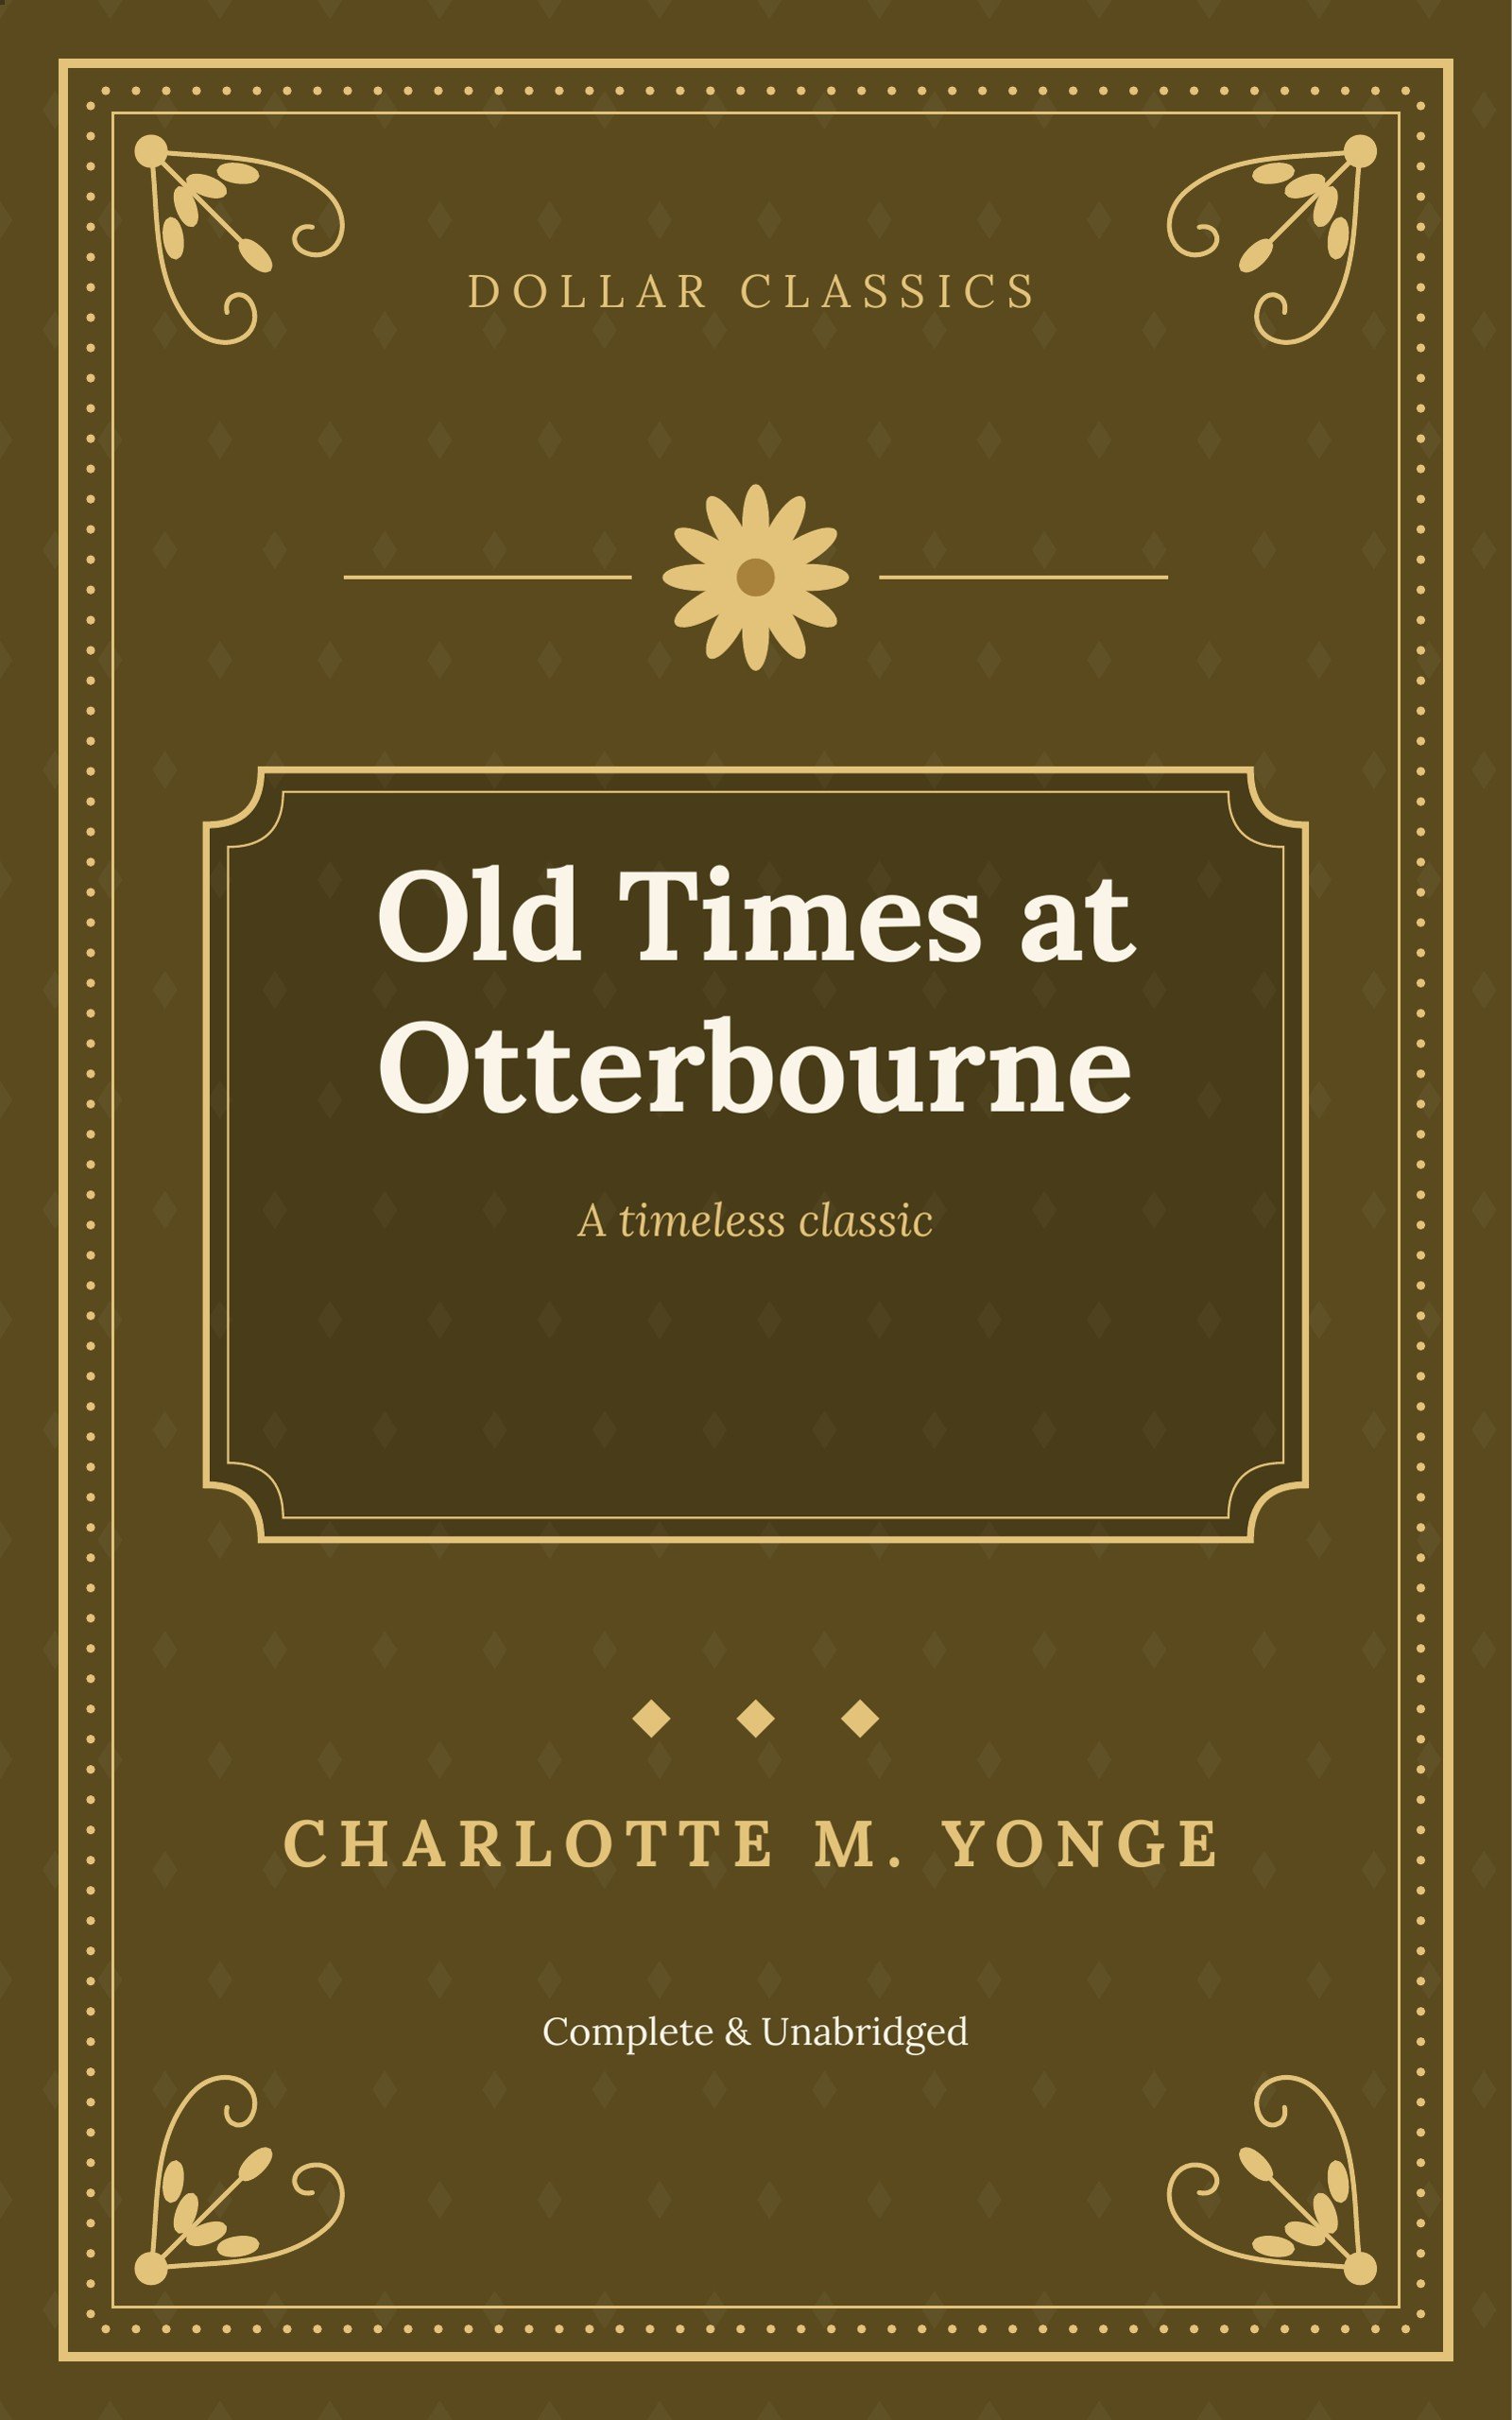 DOLLAR CLASSICS
Old Times at
Otterbourne
A timeless classic
CHARLOTTE M. YONGE
Complete & Unabridged